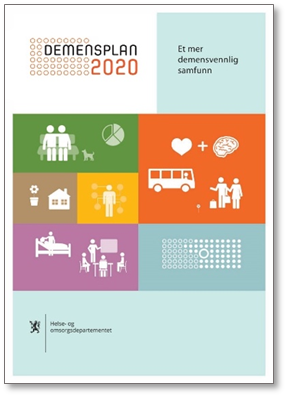 DEMENSPLAN
2020
Et mer
demensvennlig
samfunn
Helse- og
omsorgsdepartementet